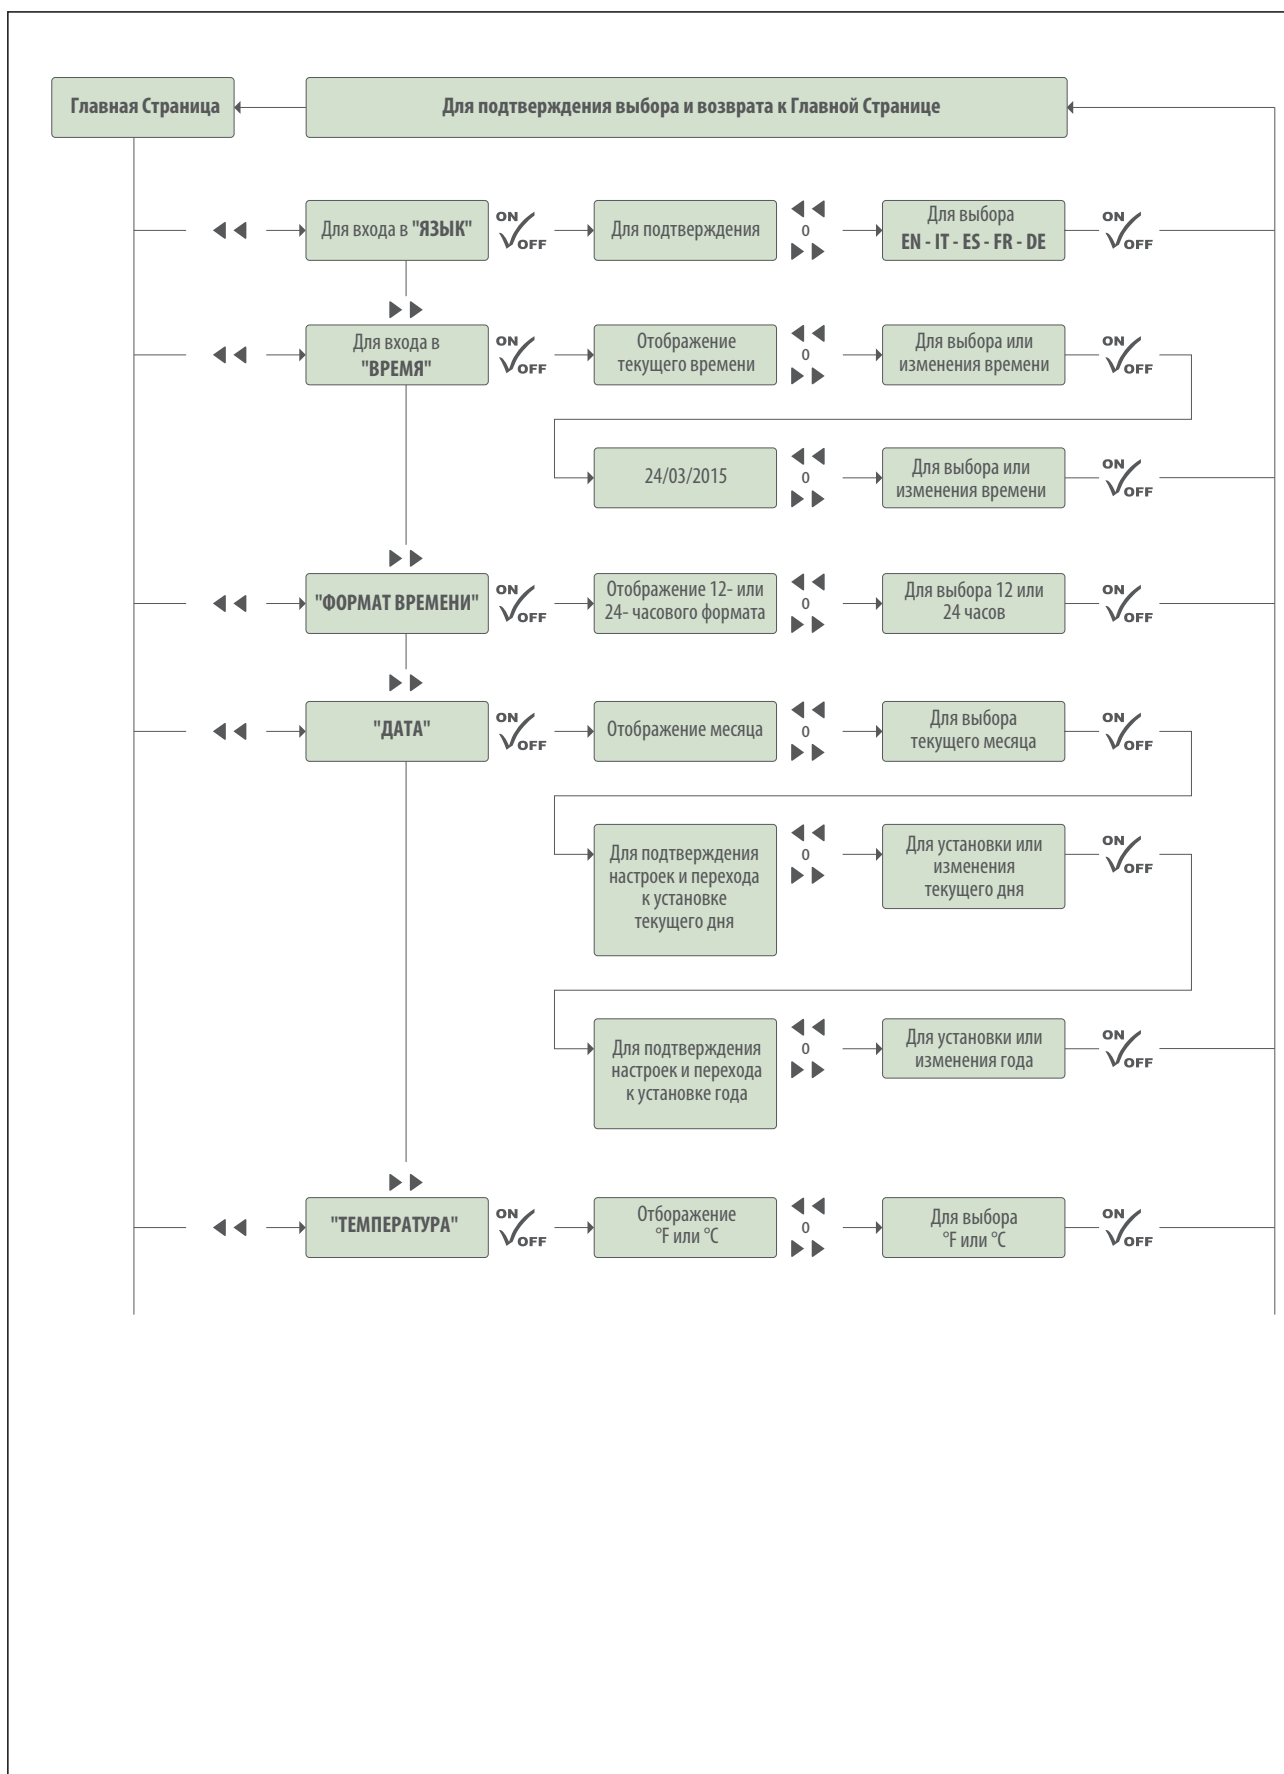 Главная Страница
Для подтверждения выбора и возврата к Главной Странице
Для входа в "ЯЗЫК"
ON
OFF
Для подтверждения
0
Для выбора
EN - IT - ES - FR - DE
ON
OFF
Для входа в
"ВРЕМЯ"
ON
OFF
Отображение
текущего времени
0
Для выбора или
изменения времени
ON
OFF
24/03/2015
0
Для выбора или
изменения времени
ON
OFF
"ФОРМАТ ВРЕМЕНИ"
ON
OFF
Отображение 12- или
24- часового формата
0
Для выбора 12 или
24 часов
ON
OFF
"ДАТА"
ON
OFF
Отображение месяца
0
Для выбора
текущего месяца
ON
OFF
Для подтверждения
настроек и перехода
к установке
текущего дня
0
Для установки или
изменения
текущего дня
ON
OFF
Для подтверждения
настроек и перехода
к установке года
0
Для установки или
изменения года
ON
OFF
"ТЕМПЕРАТУРА"
ON
OFF
Отборажение
°F или °C
0
Для выбора
°F или °C
ON
OFF